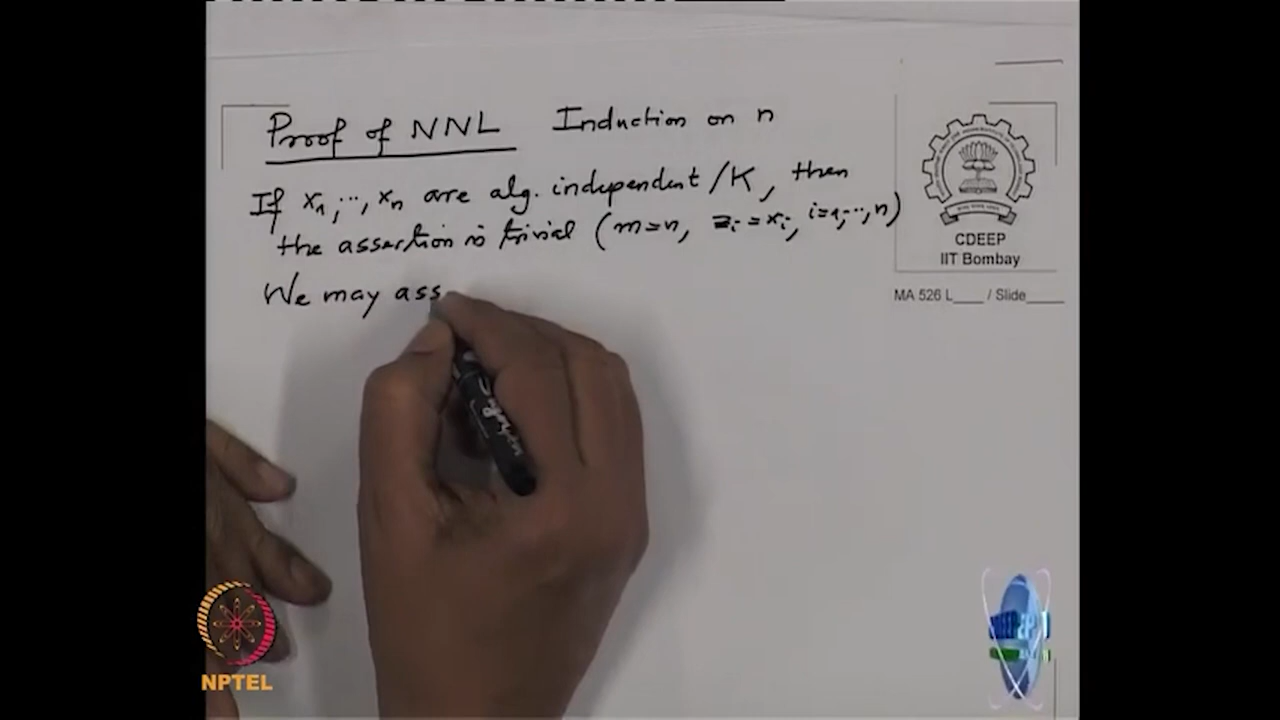 Proof of NNL Induction on n
If x₁,⋯,xₙ are alg. independent /K, then
the assertion is trivial (m=n, zᵢ=xᵢ, i=1,⋯,n)
We may ass
CDEEP
IIT Bombay
MA 526 L____ / Slide_____
NPTEL